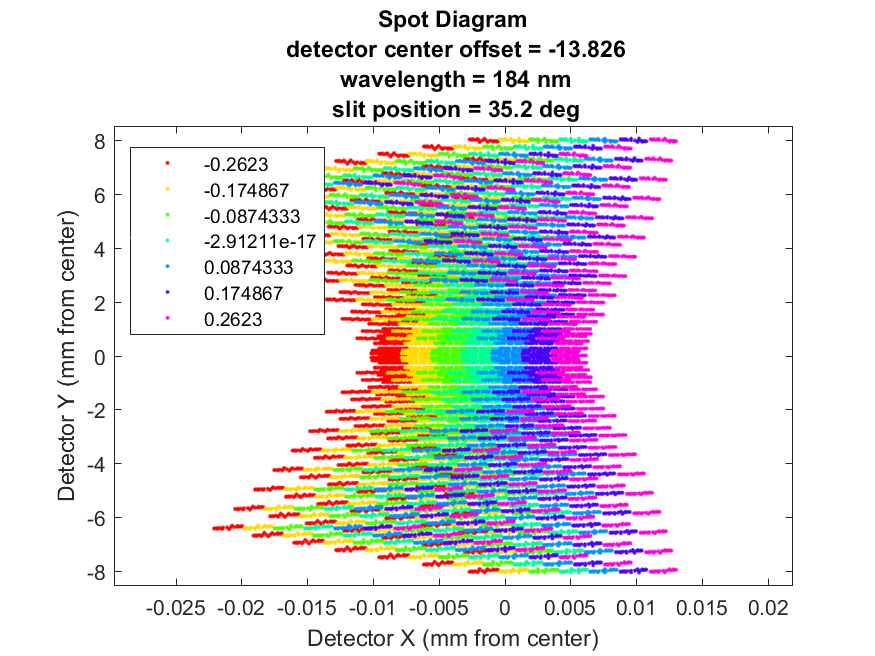 Spot Diagram
detector center offset = -13.826
wavelength = 184 nm
slit position = 35.2 deg
8
6
4
2
0
-2
-4
-6
-8
Detector Y (mm from center)
-0.2623
-0.174867
-0.0874333
-2.91211e-17
0.0874333
0.174867
0.2623
-0.025 -0.02 -0.015 -0.01 -0.005 0 0.005 0.01 0.015 0.02
Detector X (mm from center)